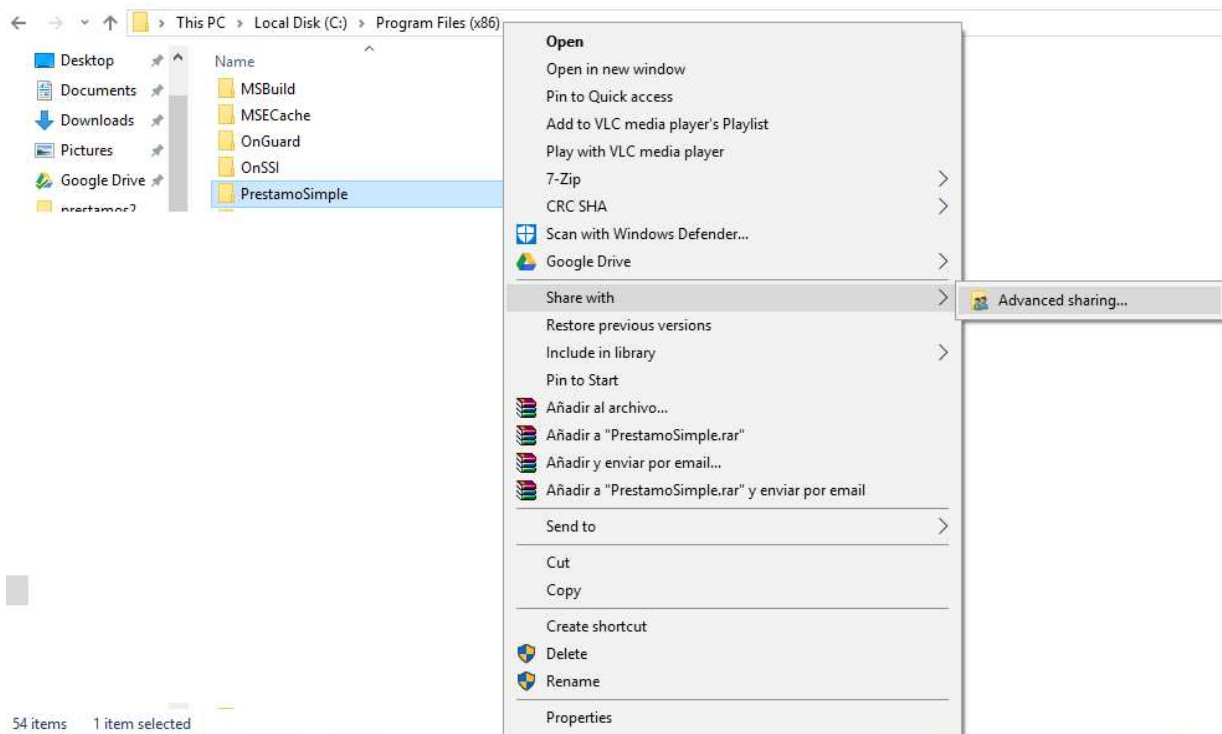 This PC > Local Disk (C:) > Program Files (x86)
Desktop
Documents
Downloads
Pictures
Google Drive
Name
MSBuild
MSECache
OnGuard
OnSSI
PrestamoSimple
Open
Open in new window
Pin to Quick access
Add to VLC media player's Playlist
Play with VLC media player
7-Zip
CRC SHA
Scan with Windows Defender...
Google Drive
Share with
Advanced sharing...
Restore previous versions
Include in library
Pin to Start
Añadir al archivo...
Añadir a "PrestamoSimple.rar"
Añadir y enviar por email...
Añadir a "PrestamoSimple.rar" y enviar por email
Send to
Cut
Copy
Create shortcut
Delete
Rename
Properties
54 items 1 item selected